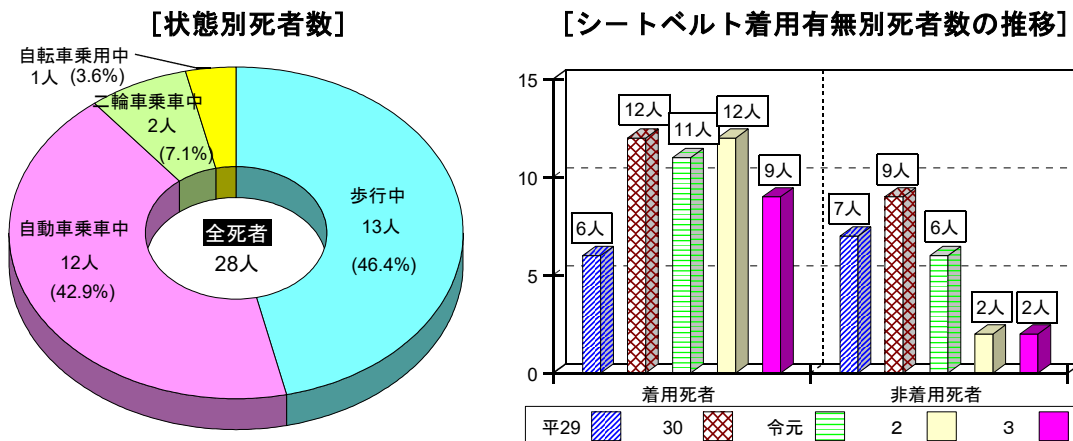 [状態別死者数]
自転車乗用中
1人 (3.6%)
二輪車乗車中
2人
(7.1%)
歩行中
13人
(46.4%)
自動車乗車中
12人
(42.9%)
全死者
28人
[シートベルト着用有無別死者数の推移]
15
10
5
0
6人
12人
11人
12人
9人
7人
9人
6人
2人
2人
着用死者
非着用死者
平29
30
令元
2
3